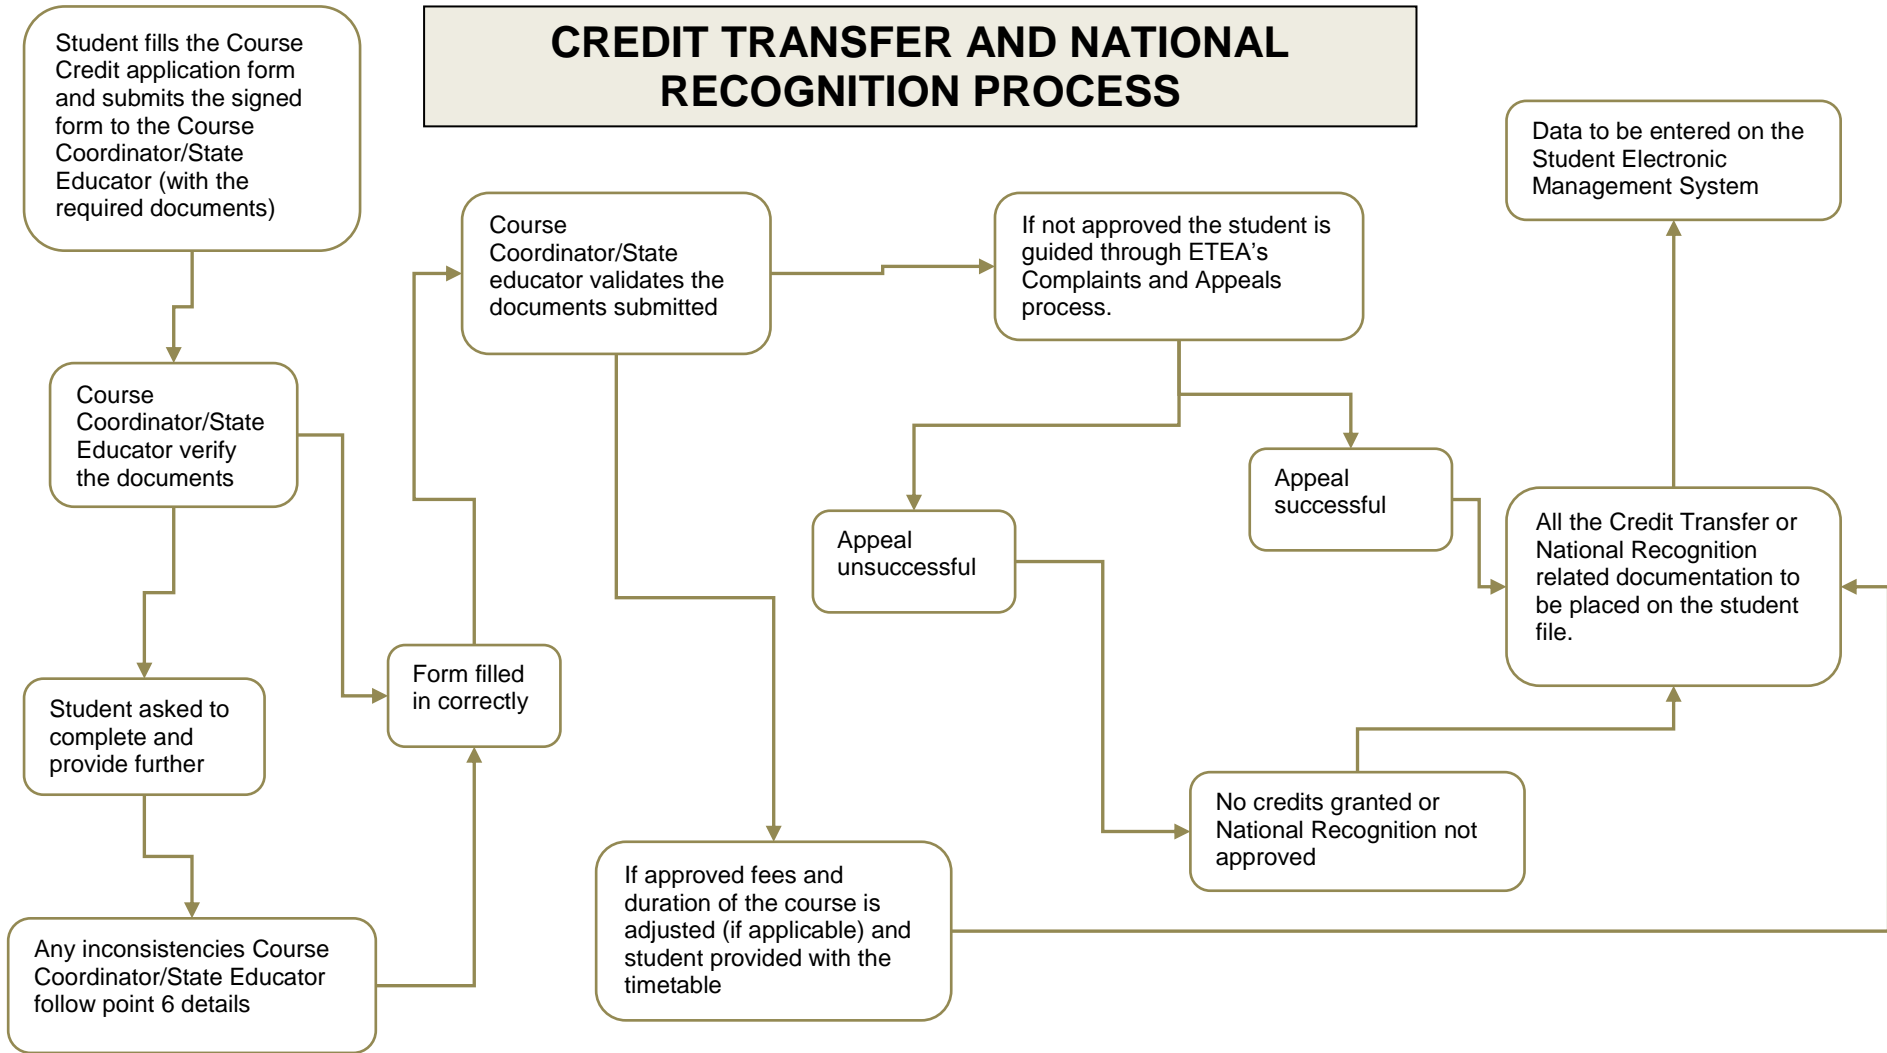 Student fills the Course
Credit application form
and submits the signed
form to the Course
Coordinator/State
Educator (with the
required documents)
CREDIT TRANSFER AND NATIONAL
RECOGNITION PROCESS
Data to be entered on the
Student Electronic
Management System
Course
Coordinator/State
educator validates the
documents submitted
If not approved the student is
guided through ETEA’s
Complaints and Appeals
process.
Course
Coordinator/State
Educator verify
the documents
Appeal
successful
Appeal
unsuccessful
All the Credit Transfer or
National Recognition
related documentation to
be placed on the student
file.
Form filled
in correctly
Student asked to
complete and
provide further
No credits granted or
National Recognition not
approved
If approved fees and
duration of the course is
adjusted (if applicable) and
student provided with the
timetable
Any inconsistencies Course
Coordinator/State Educator
follow point 6 details